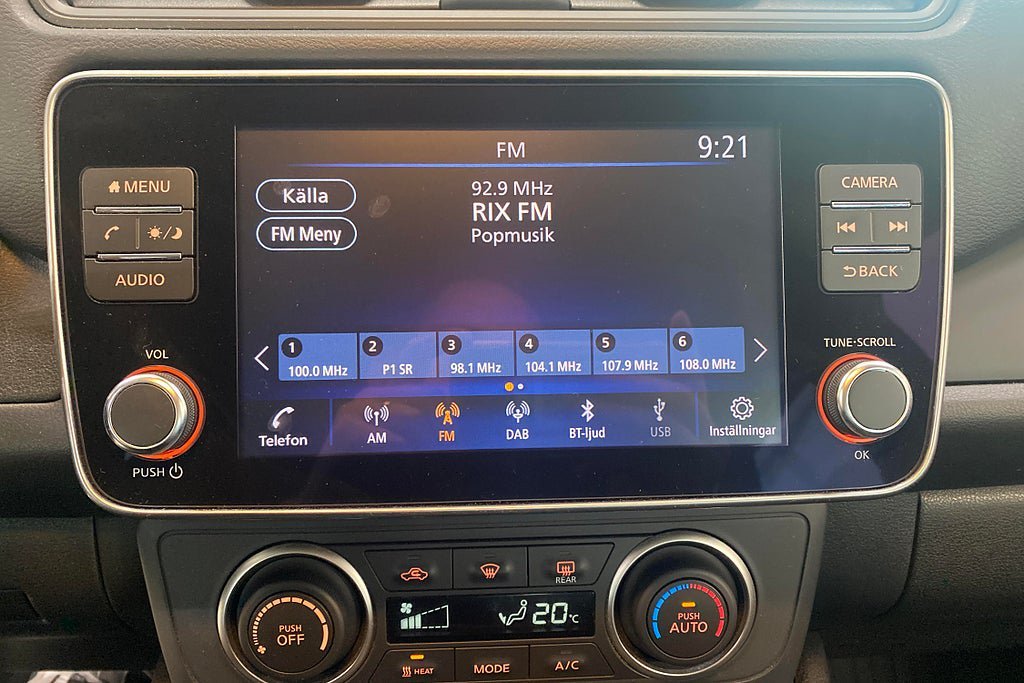 FM
9:21
MENU
AUDIO
VOL
PUSH
Källa
FM Meny
92.9 MHz
RIX FM
Popmusik
1 2 3 4 5 6
100.0 MHz P1 SR 98.1 MHz 104.1 MHz 107.9 MHz 108.0 MHz
Telefon AM FM DAB BT-ljud USB Inställningar
CAMERA
BACK
TUNE·SCROLL
OK
REAR
20°C
PUSH
OFF
PUSH
AUTO
HEAT
MODE
A/C